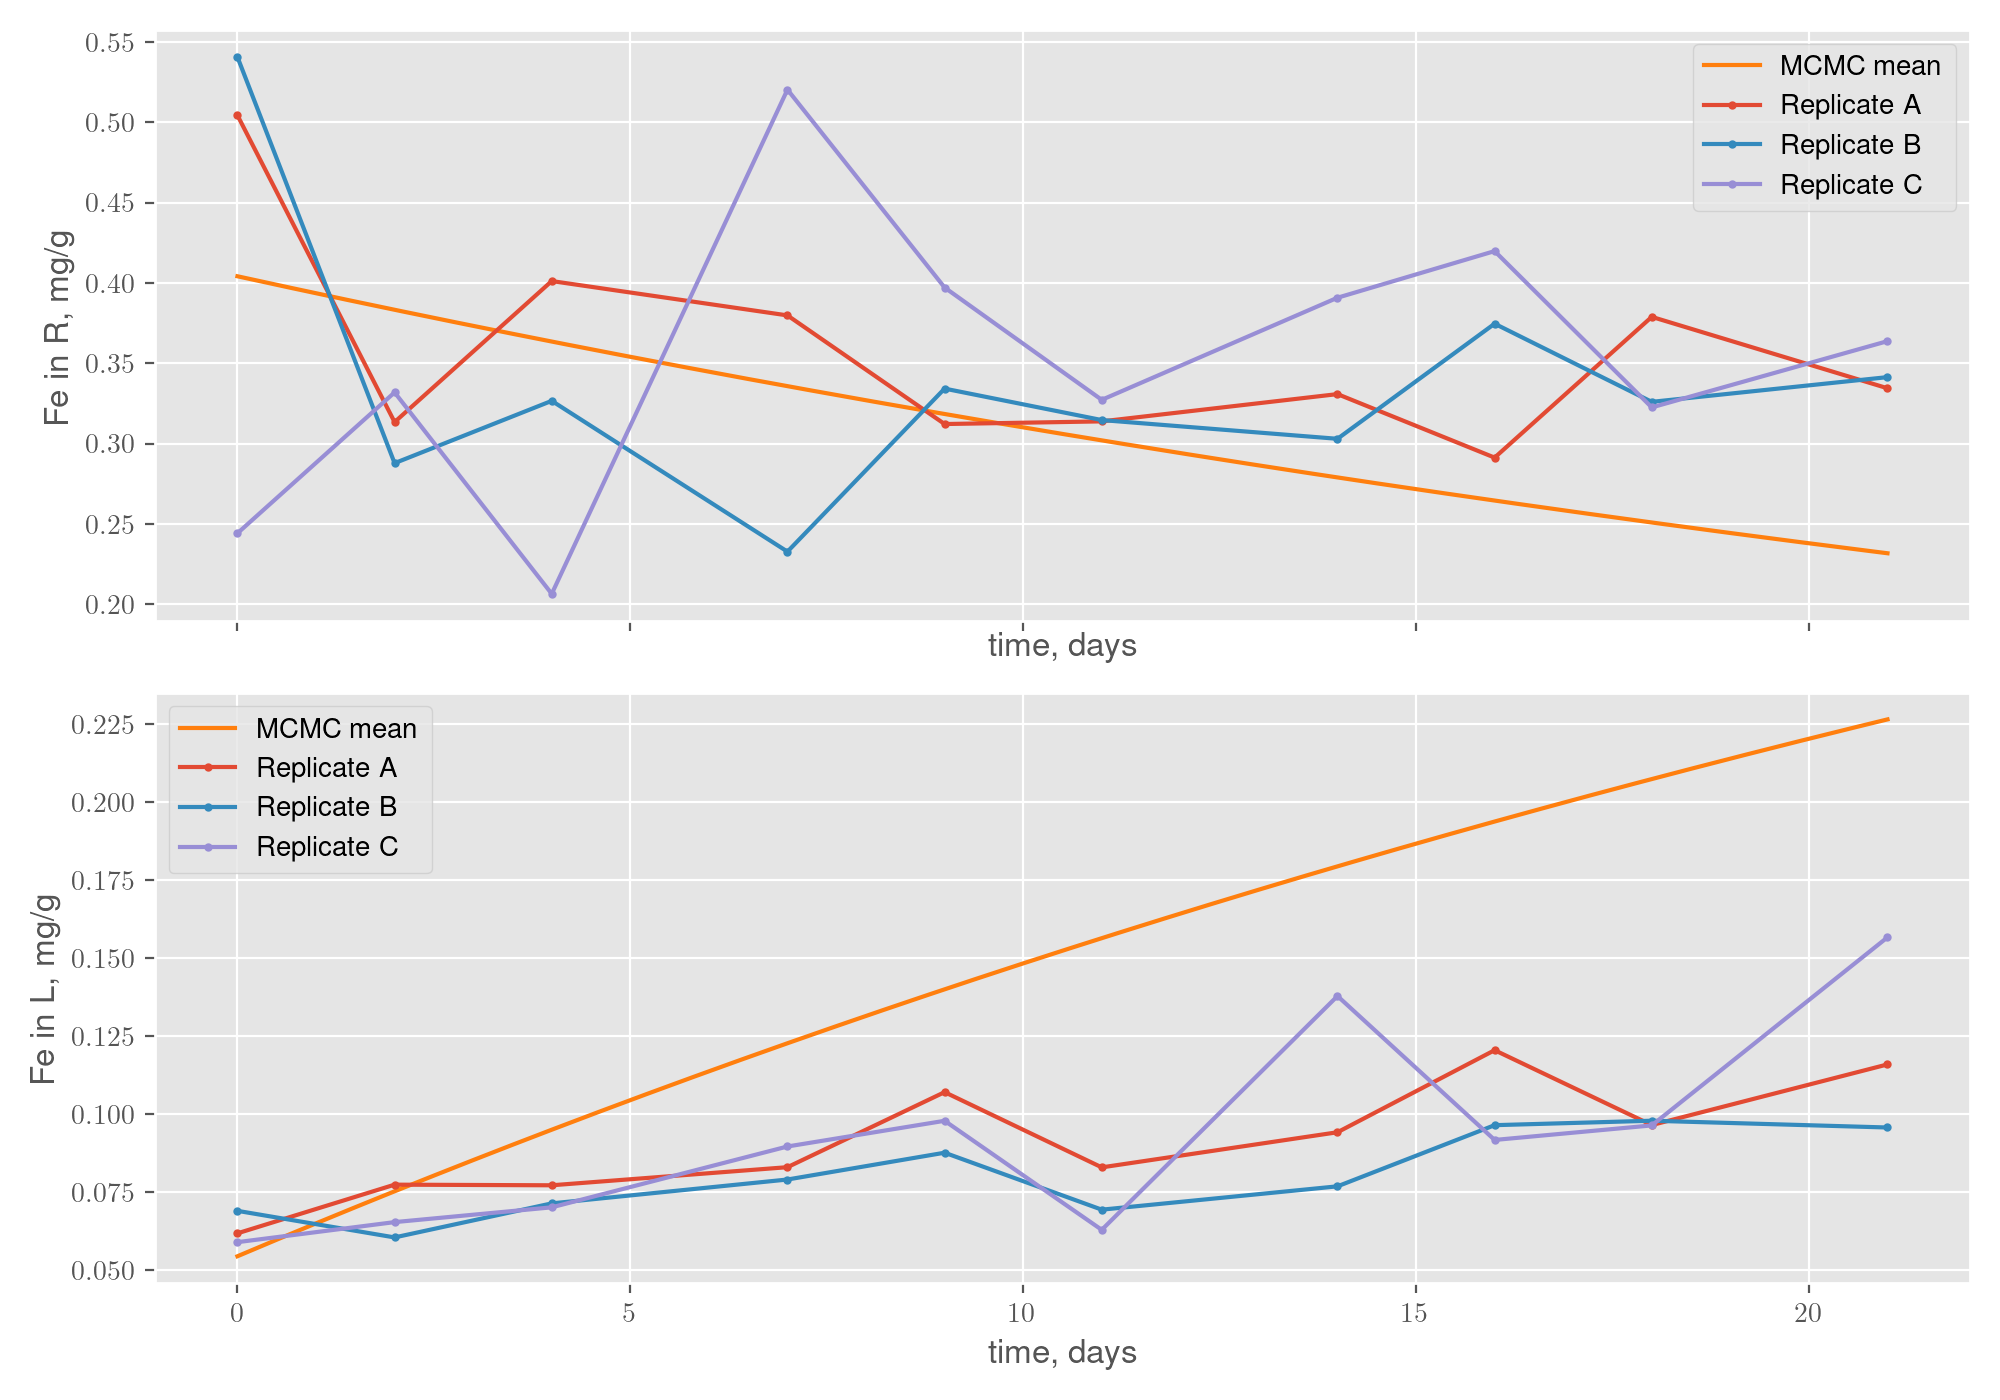 0.55
0.50
0.45
0.40
0.35
0.30
0.25
0.20
Fe in R, mg/g
MCMC mean
Replicate A
Replicate B
Replicate C
time, days
0.225
0.200
0.175
0.150
0.125
0.100
0.075
0.050
Fe in L, mg/g
MCMC mean
Replicate A
Replicate B
Replicate C
0 5 10 15 20
time, days